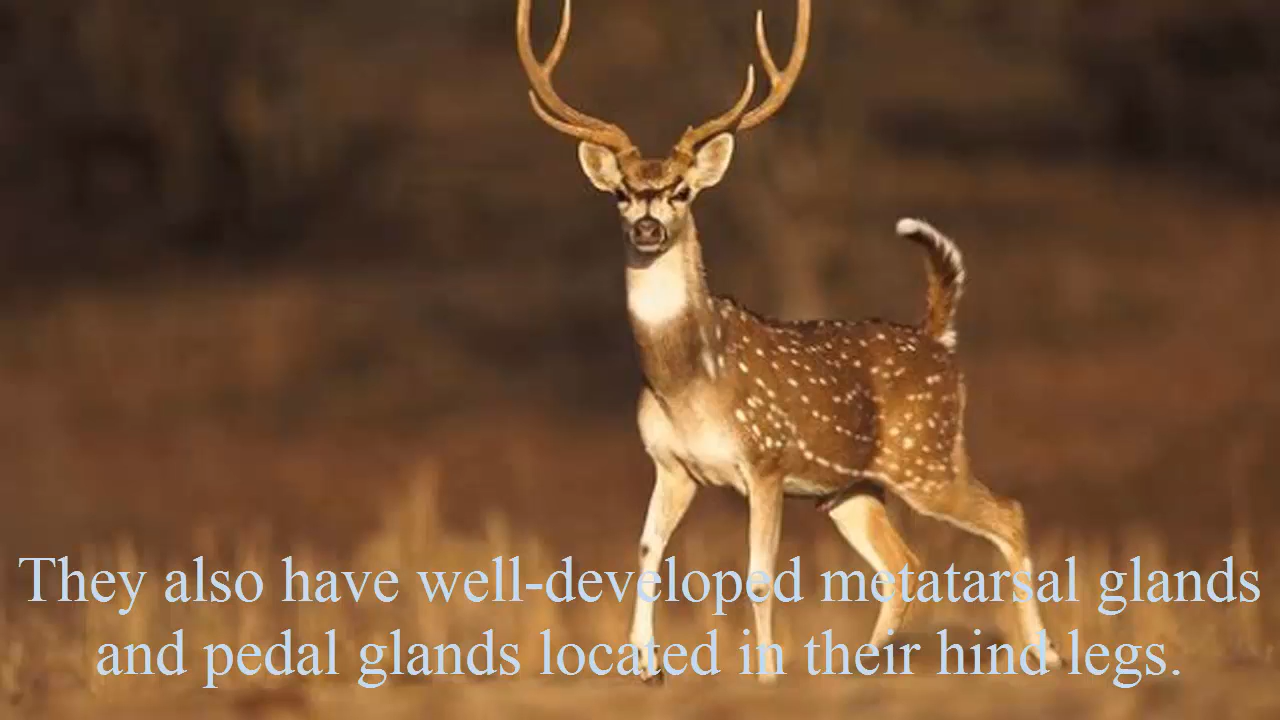 They also have well-developed metatarsal glands
and pedal glands located in their hind legs.